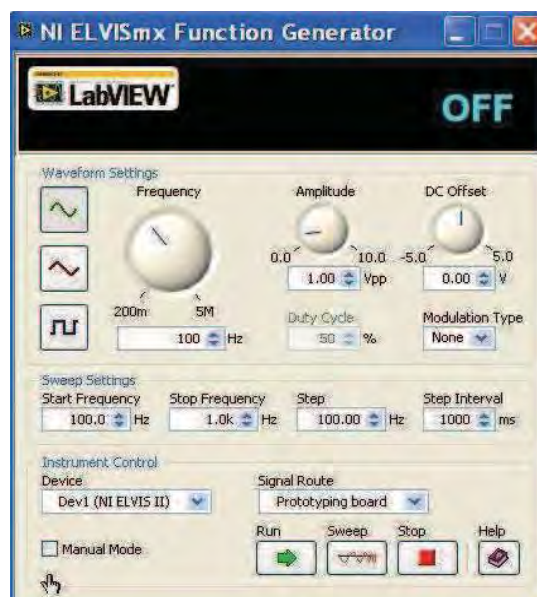 NI ELVISmx Function Generator
LabVIEW
OFF
Waveform Settings
Frequency
Amplitude
DC Offset
0.0 10.0
-5.0 5.0
1.00 Vpp
0.00 V
200m 5M
100 Hz
Duty Cycle
50 %
Modulation Type
None
Sweep Settings
Start Frequency Stop Frequency Step Step Interval
100.0 Hz 1.0k Hz 100.00 Hz 1000 ms
Instrument Control
Device Signal Route
Dev1 (NI ELVIS II) Prototyping board
Run Sweep Stop Help
Manual Mode